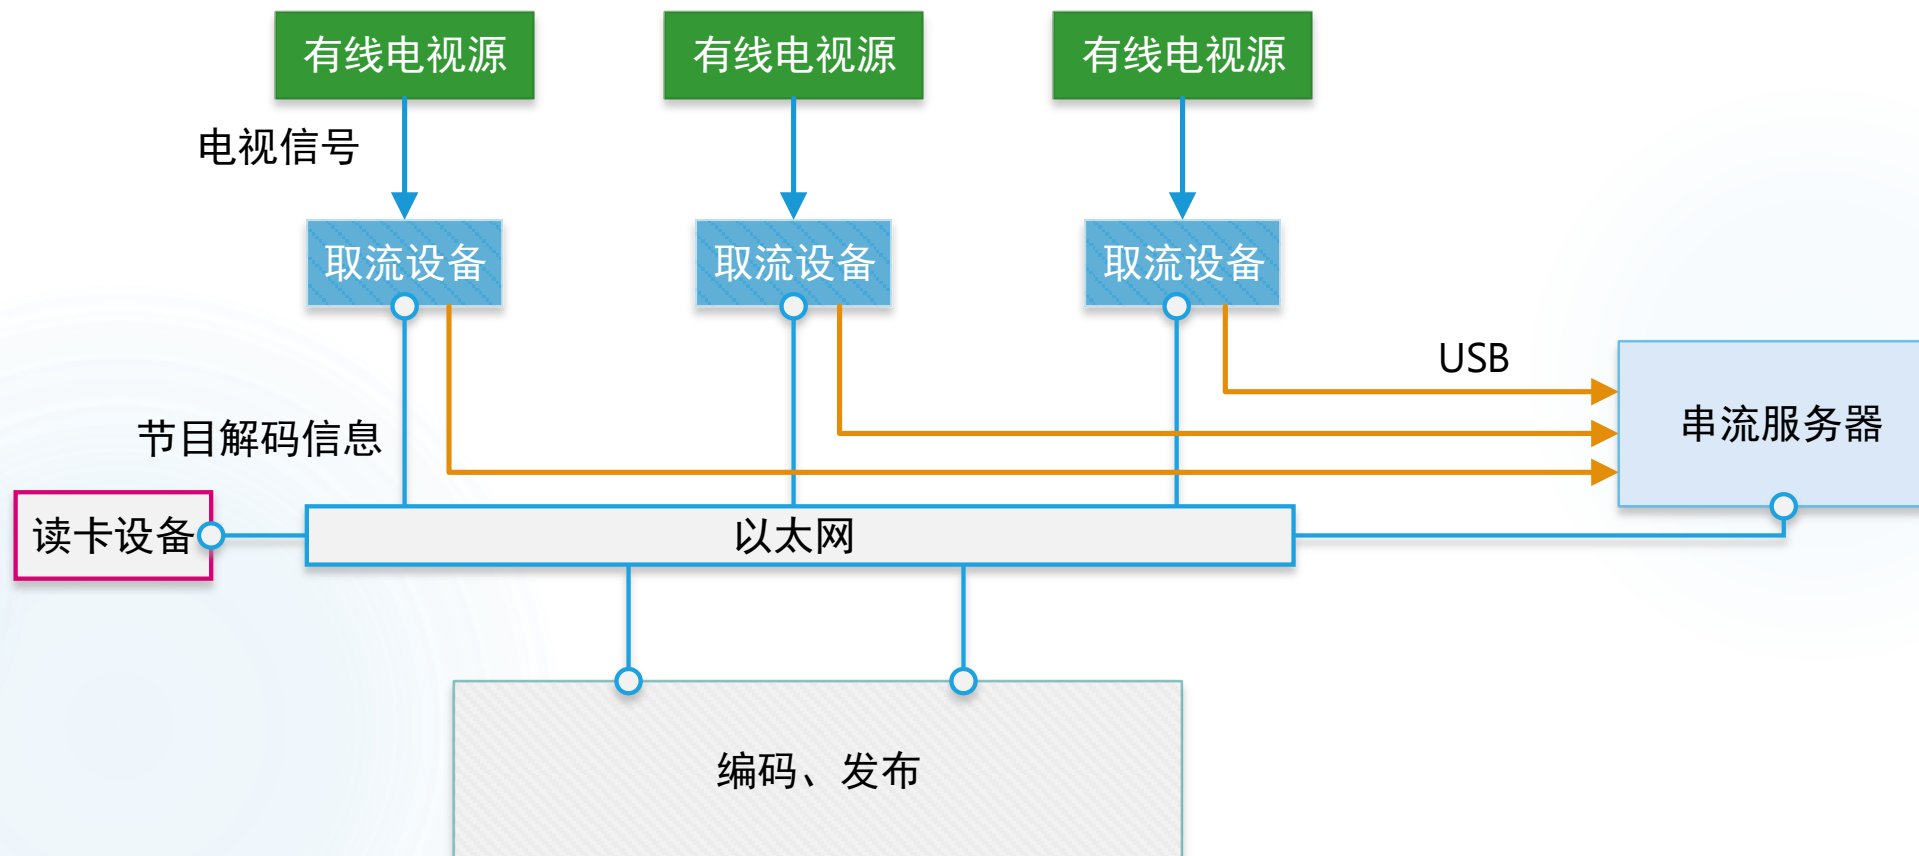 有线电视源
有线电视源
有线电视源
电视信号
取流设备
取流设备
取流设备
USB
串流服务器
节目解码信息
读卡设备
以太网
编码、发布